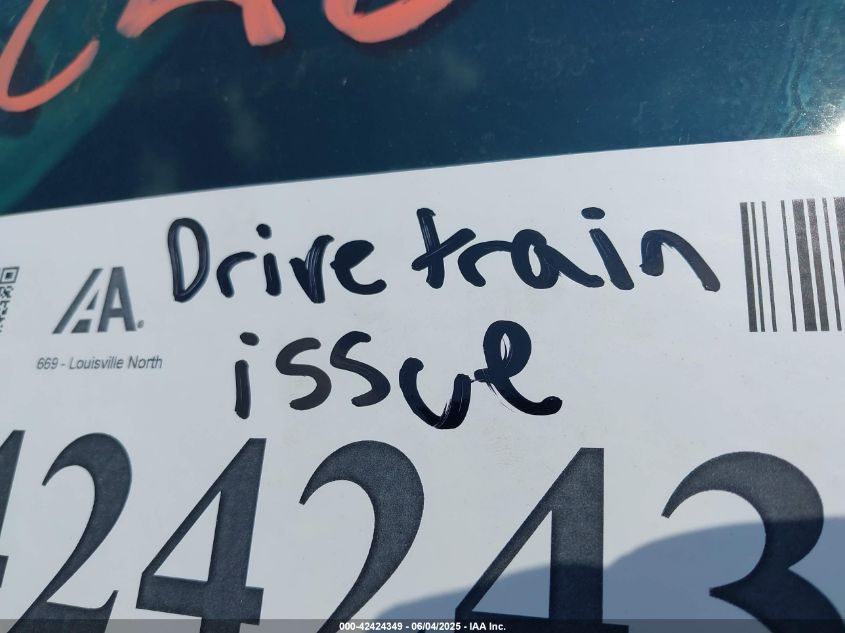 Drive train
IAA.
669 - Louisville North
issue
424243
000-42424349 | 06/04/2025 - IAA Inc.